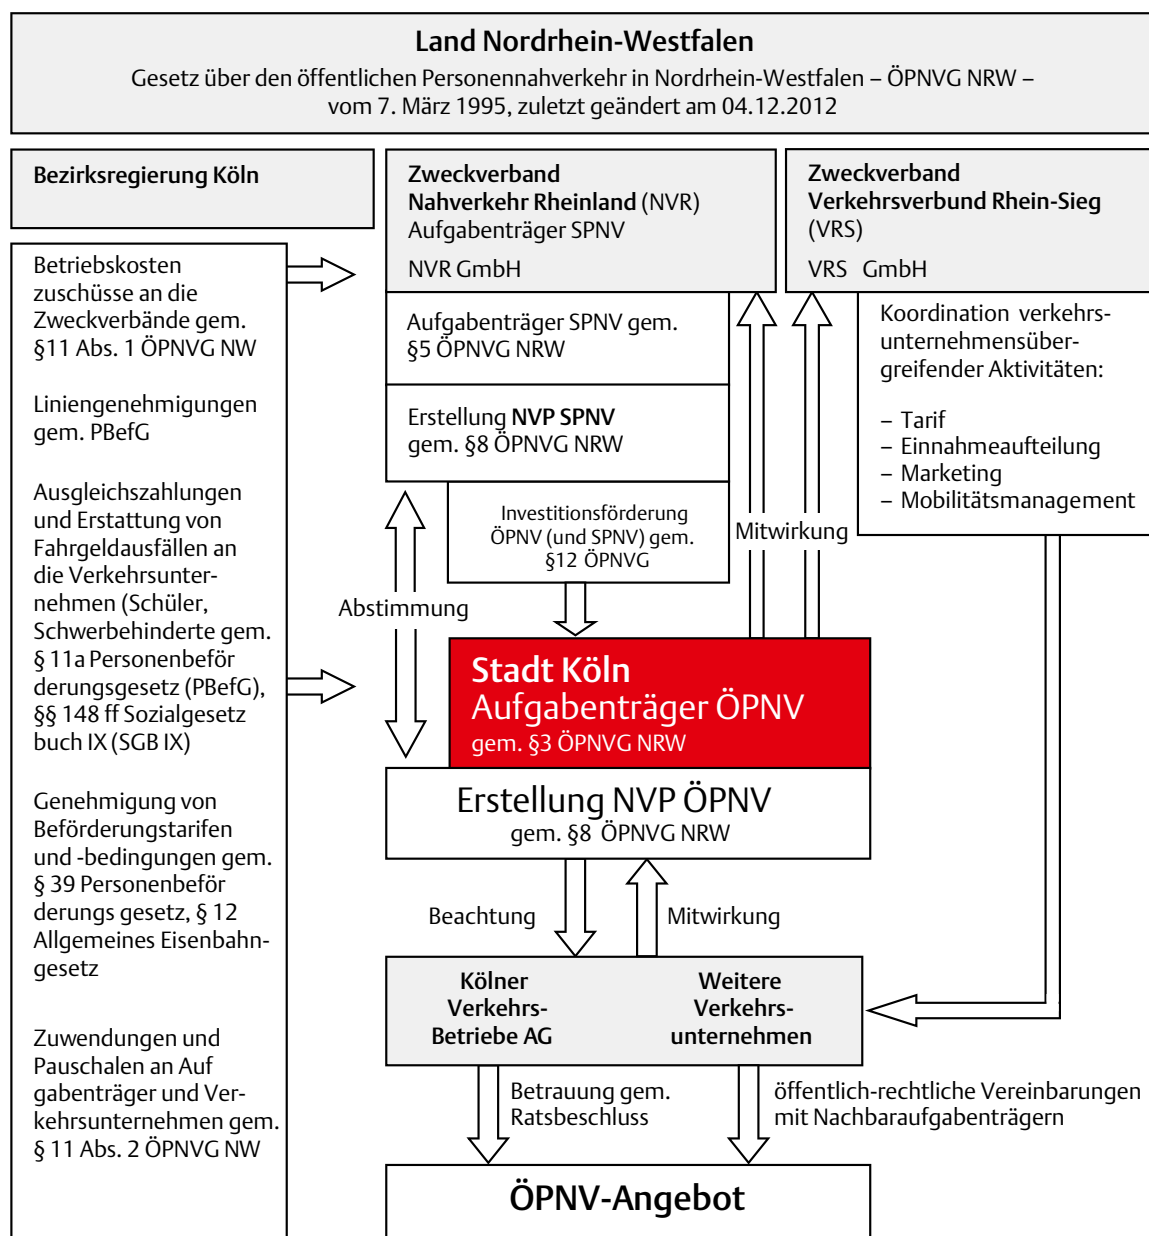 Land Nordrhein-Westfalen
Gesetz über den öffentlichen Personennahverkehr in Nordrhein-Westfalen – ÖPNVG NRW –
vom 7. März 1995, zuletzt geändert am 04.12.2012
Bezirksregierung Köln
Betriebskosten
zuschüsse an die
Zweckverbände gem.
§11 Abs. 1 ÖPNVG NW
Liniengenehmigungen
gem. PBefG
Ausgleichszahlungen
und Erstattung von
Fahrgeldausfällen an
die Verkehrsunter-
nehmen (Schüler,
Schwerbehinderte gem.
§ 11a Personenbeför
derungsgesetz (PBefG),
§§ 148 ff Sozialgesetz
buch IX (SGB IX)
Genehmigung von
Beförderungstarifen
und -bedingungen gem.
§ 39 Personenbeför
derungs gesetz, § 12
Allgemeines Eisenbahn-
gesetz
Zuwendungen und
Pauschalen an Auf
gabenträger und Ver-
kehrsunternehmen gem.
§ 11 Abs. 2 ÖPNVG NW
Zweckverband
Nahverkehr Rheinland (NVR)
Aufgabenträger SPNV
NVR GmbH
Aufgabenträger SPNV gem.
§5 ÖPNVG NRW
Erstellung NVP SPNV
gem. §8 ÖPNVG NRW
Investitionsförderung
ÖPNV (und SPNV) gem.
§12 ÖPNVG
Zweckverband
Verkehrsverbund Rhein-Sieg
(VRS)
VRS GmbH
Koordination verkehrs-
unternehmensüber-
greifender Aktivitäten:
– Tarif
– Einnahmeaufteilung
– Marketing
– Mobilitätsmanagement
Mitwirkung
Abstimmung
Stadt Köln
Aufgabenträger ÖPNV
gem. §3 ÖPNVG NRW
Erstellung NVP ÖPNV
gem. §8 ÖPNVG NRW
Beachtung
Mitwirkung
Kölner
Verkehrs-
Betriebe AG
Weitere
Verkehrs-
unternehmen
Betrauung gem.
Ratsbeschluss
öffentlich-rechtliche Vereinbarungen
mit Nachbaraufgabenträgern
ÖPNV-Angebot